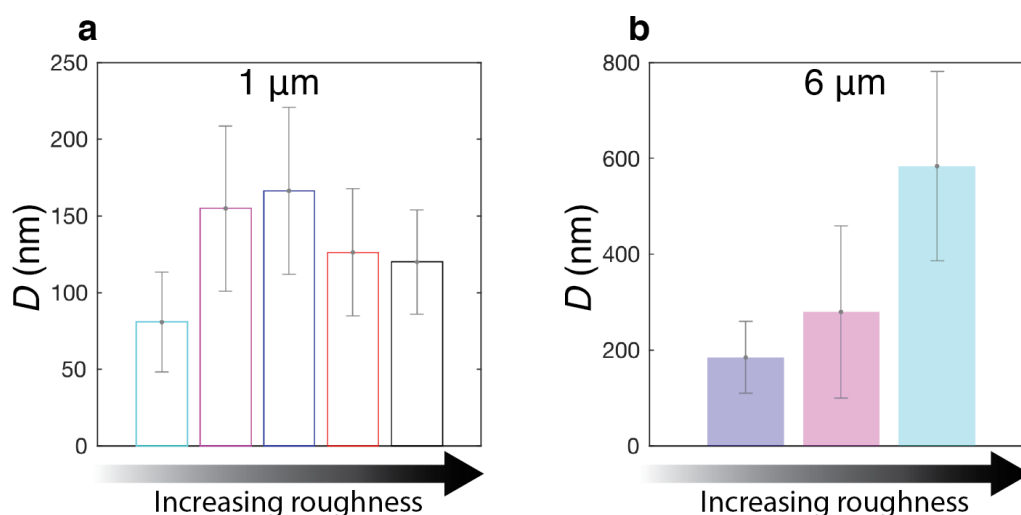 a
1 μm
250
200
150
100
50
0
D (nm)
Increasing roughness
b
6 μm
800
600
400
200
0
D (nm)
Increasing roughness